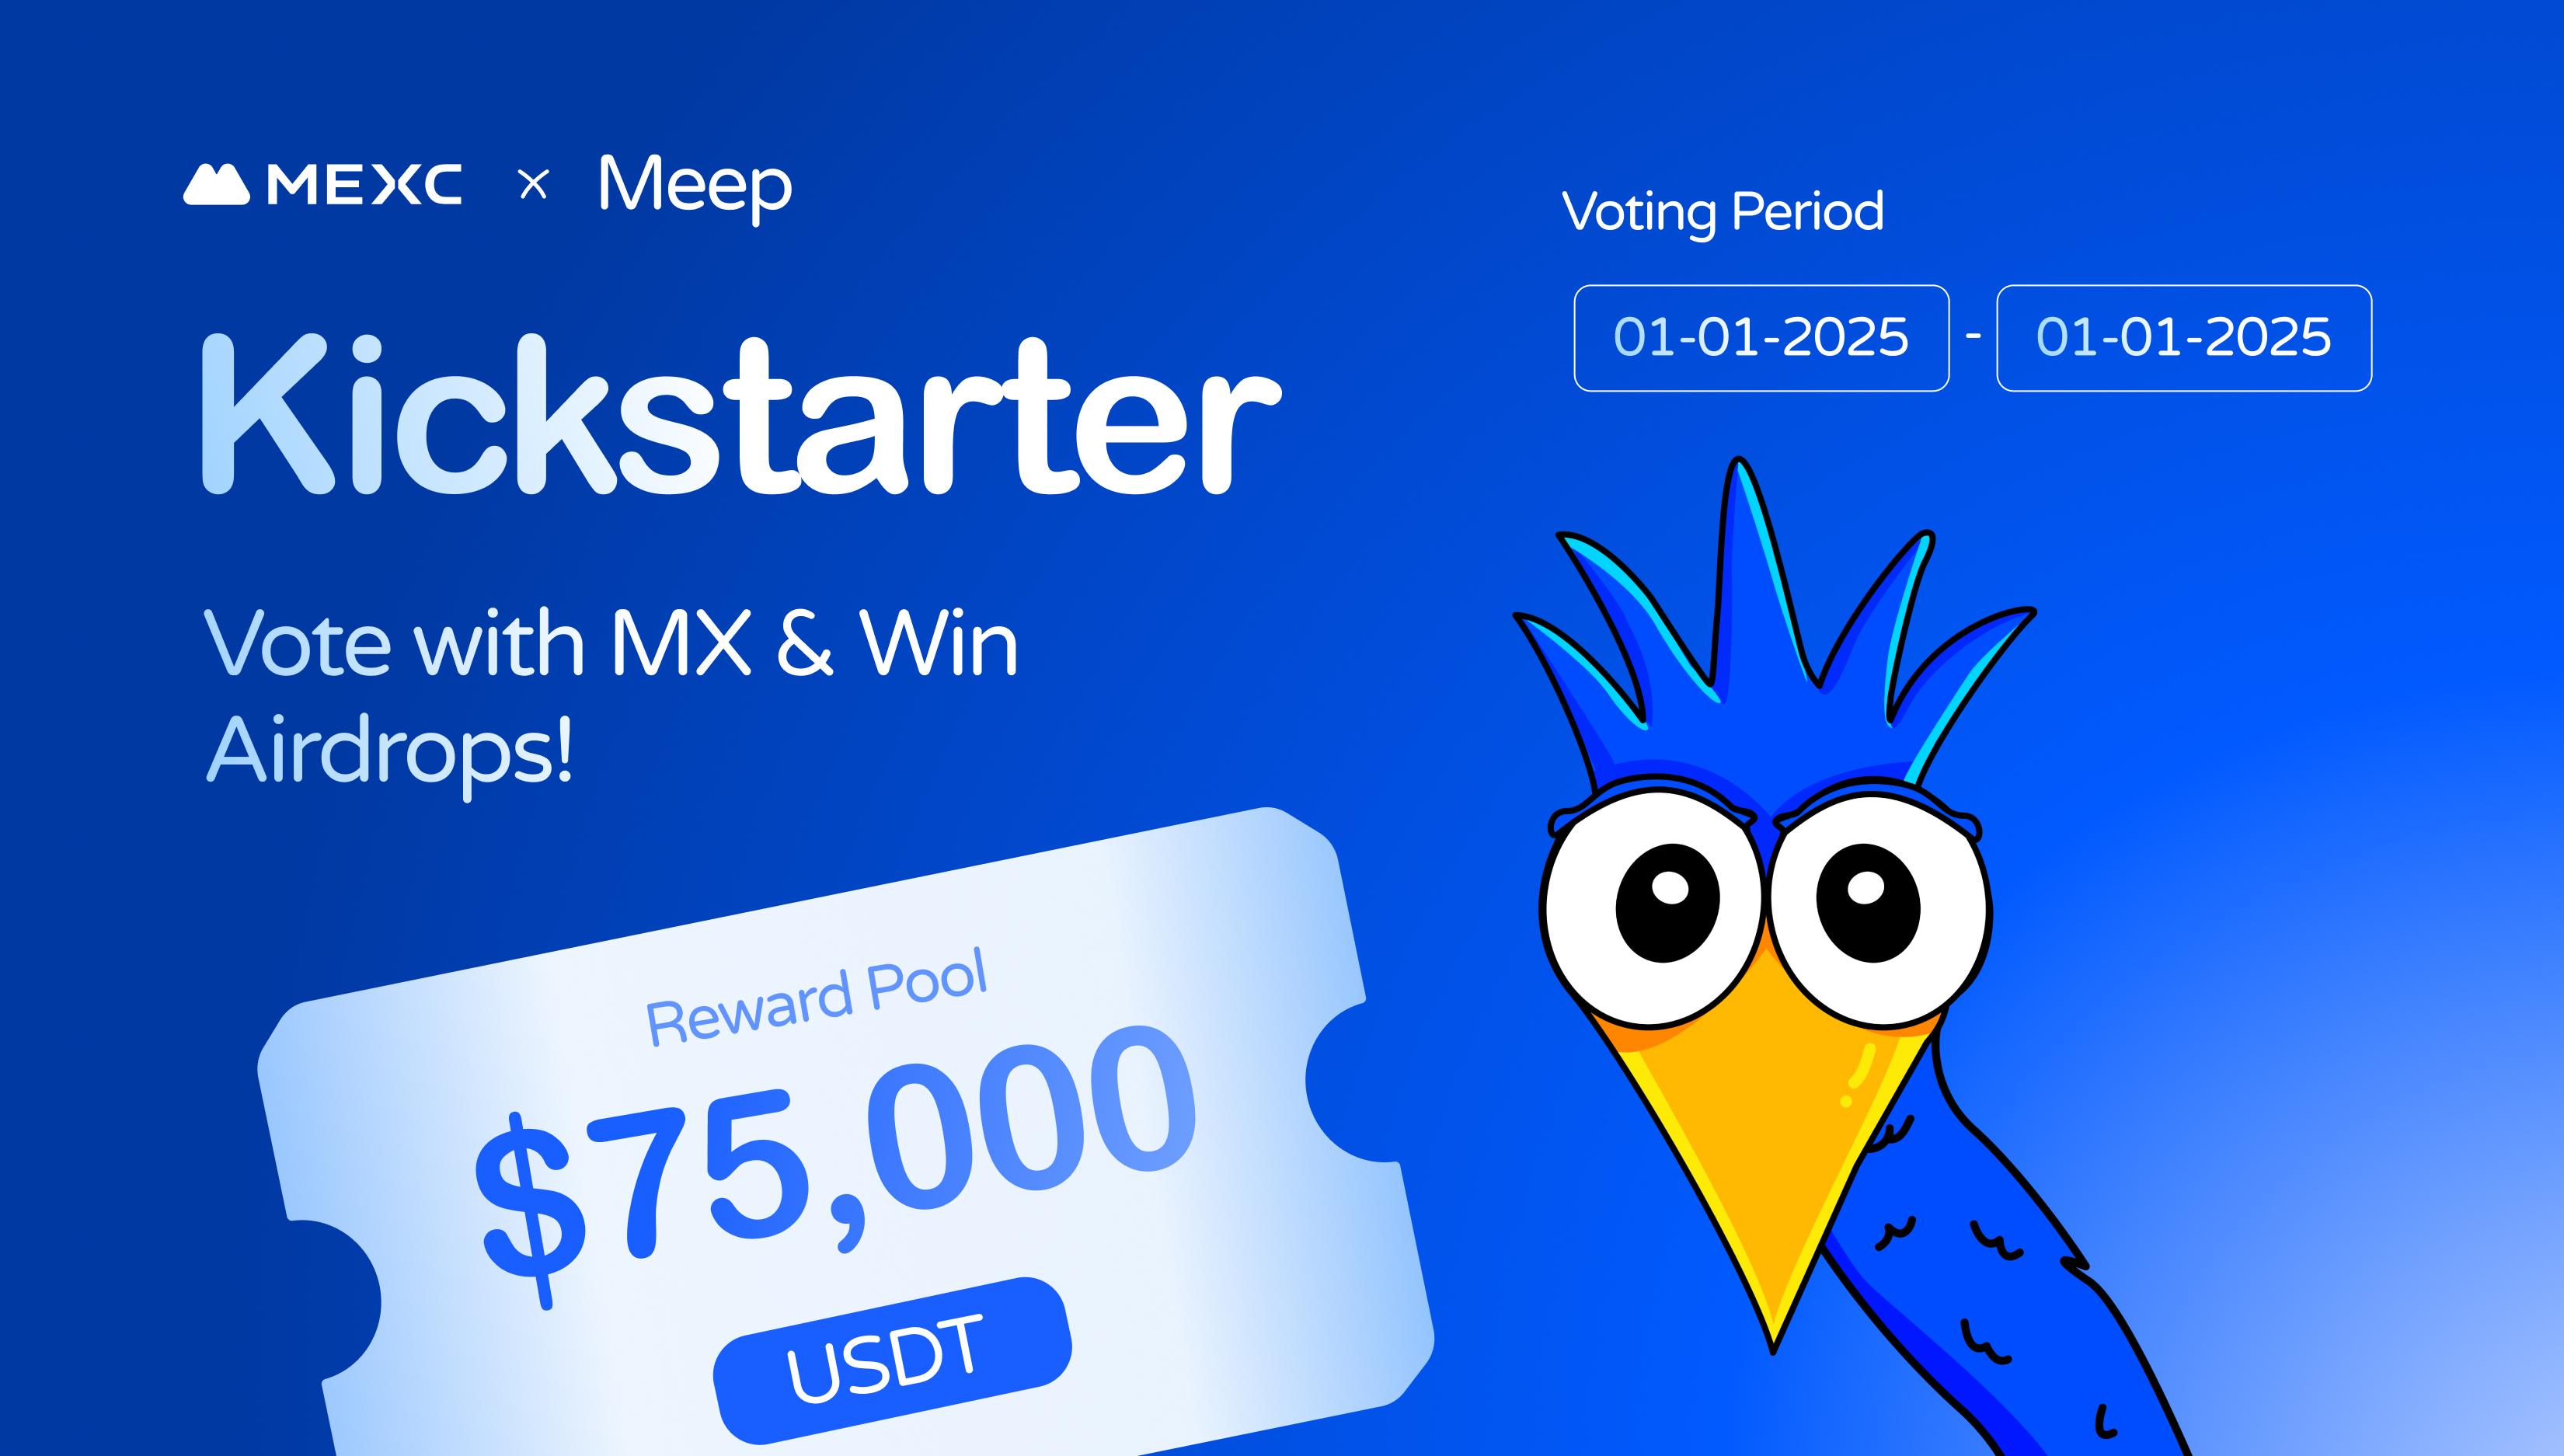 MEXC x Meep
Kickstarter
Vote with MX & Win
Airdrops!
Voting Period
01-01-2025 - 01-01-2025
Reward Pool
$75,000
USDT